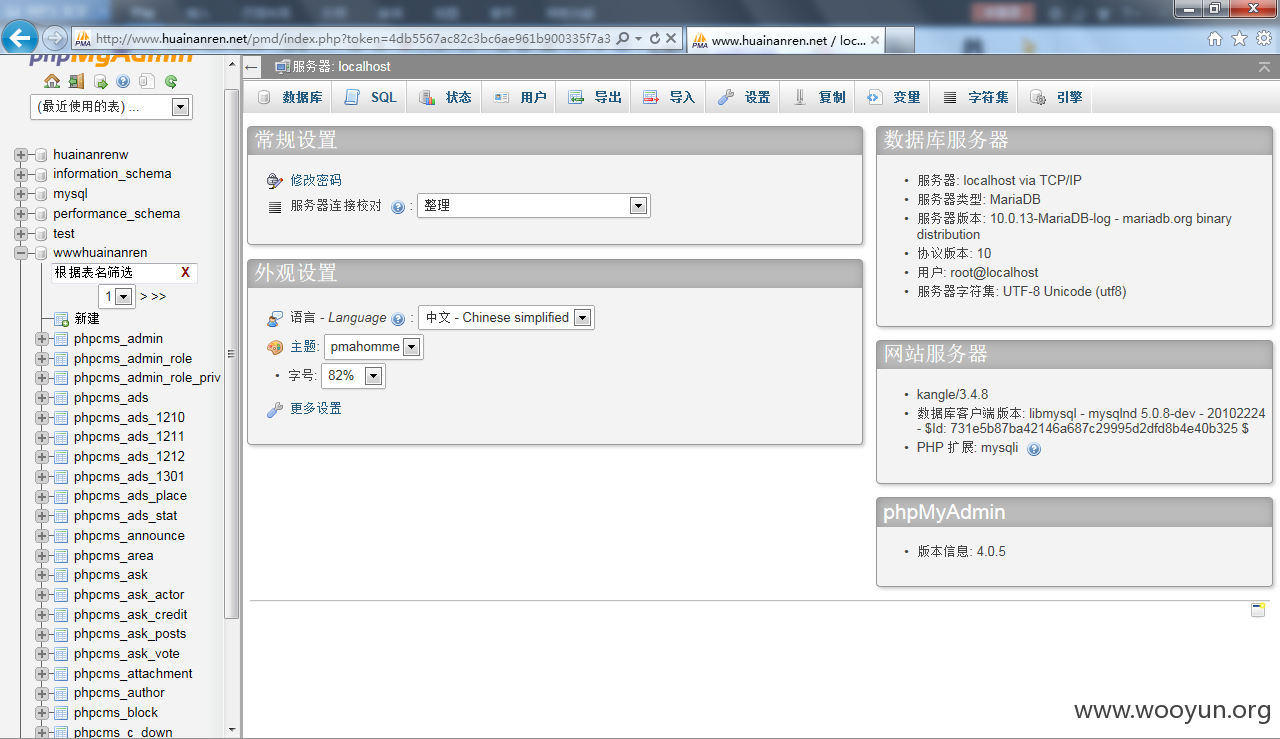 http://www.huainanren.net/pmd/index.php?token=4db5567ac82c3bc6ae961b900335f7a3
www.huainanren.net / loc...
phpMyAdmin
(最近使用的表) ...
huainanrenw
information_schema
mysql
performance_schema
test
wwwhuainanren
根据表名筛选 X
1 > >>
新建
phpcms_admin
phpcms_admin_role
phpcms_admin_role_priv
phpcms_ads
phpcms_ads_1210
phpcms_ads_1211
phpcms_ads_1212
phpcms_ads_1301
phpcms_ads_place
phpcms_ads_stat
phpcms_announce
phpcms_area
phpcms_ask
phpcms_ask_actor
phpcms_ask_credit
phpcms_ask_posts
phpcms_ask_vote
phpcms_attachment
phpcms_author
phpcms_block
phpcms_c_down
服务器: localhost
数据库 SQL 状态 用户 导出 导入 设置 复制 变量 字符集 引擎
常规设置
修改密码
服务器连接校对 : 整理
外观设置
语言 - Language : 中文 - Chinese simplified
主题: pmahomme
• 字号: 82%
更多设置
数据库服务器
• 服务器: localhost via TCP/IP
• 服务器类型: MariaDB
• 服务器版本: 10.0.13-MariaDB-log - mariadb.org binary
distribution
• 协议版本: 10
• 用户: root@localhost
• 服务器字符集: UTF-8 Unicode (utf8)
网站服务器
• kangle/3.4.8
• 数据库客户端版本: libmysql - mysqlnd 5.0.8-dev - 20102224
- $Id: 731e5b87ba42146a687c29995d2dfd8b4e40b325 $
• PHP 扩展: mysqli
phpMyAdmin
• 版本信息: 4.0.5
www.wooyun.org